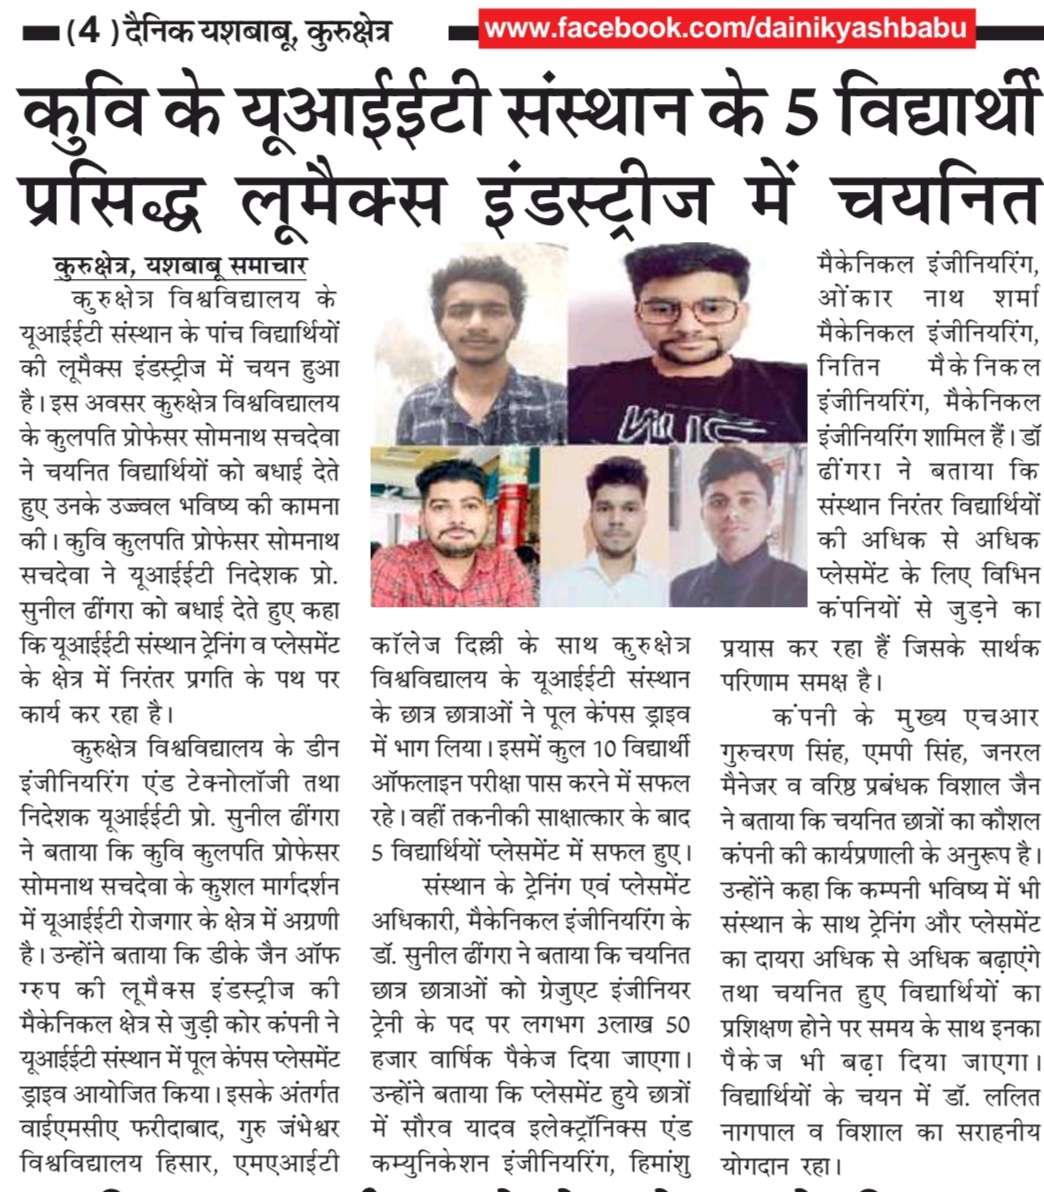 (4) दैनिक यशबाबू, कुरुक्षेत्र
www.facebook.com/dainikyashbabu
कुवि के यूआईईटी संस्थान के 5 विद्यार्थी
प्रसिद्ध लूमैक्स इंडस्ट्रीज में चयनित
कुरुक्षेत्र, यशबाबू समाचार
कुरुक्षेत्र विश्वविद्यालय के
यूआईईटी संस्थान के पांच विद्यार्थियों
की लूमैक्स इंडस्ट्रीज में चयन हुआ
है। इस अवसर कुरुक्षेत्र विश्वविद्यालय
के कुलपति प्रोफेसर सोमनाथ सचदेवा
ने चयनित विद्यार्थियों को बधाई देते
हुए उनके उज्ज्वल भविष्य की कामना
की। कुवि कुलपति प्रोफेसर सोमनाथ
सचदेवा ने यूआईईटी निदेशक प्रो.
सुनील ढींगरा को बधाई देते हुए कहा
कि यूआईईटी संस्थान ट्रेनिंग व प्लेसमेंट
के क्षेत्र में निरंतर प्रगति के पथ पर
कार्य कर रहा है।
कुरुक्षेत्र विश्वविद्यालय के डीन
इंजीनियरिंग एंड टेक्नोलॉजी तथा
निदेशक यूआईईटी प्रो. सुनील ढींगरा
ने बताया कि कुवि कुलपति प्रोफेसर
सोमनाथ सचदेवा के कुशल मार्गदर्शन
में यूआईईटी रोजगार के क्षेत्र में अग्रणी
है। उन्होंने बताया कि डीके जैन ऑफ
ग्रुप की लूमैक्स इंडस्ट्रीज की
मैकेनिकल क्षेत्र से जुड़ी कोर कंपनी ने
यूआईईटी संस्थान में पूल कैंपस प्लेसमेंट
ड्राइव आयोजित किया। इसके अंतर्गत
वाईएमसीए फरीदाबाद, गुरु जंभेश्वर
विश्वविद्यालय हिसार, एमएआईटी
कॉलेज दिल्ली के साथ कुरुक्षेत्र
विश्वविद्यालय के यूआईईटी संस्थान
के छात्र छात्राओं ने पूल कैंपस ड्राइव
में भाग लिया। इसमें कुल 10 विद्यार्थी
ऑफलाइन परीक्षा पास करने में सफल
रहे। वहीं तकनीकी साक्षात्कार के बाद
5 विद्यार्थियों प्लेसमेंट में सफल हुए।
संस्थान के ट्रेनिंग एवं प्लेसमेंट
अधिकारी, मैकेनिकल इंजीनियरिंग के
डॉ. सुनील ढींगरा ने बताया कि चयनित
छात्र छात्राओं को ग्रेजुएट इंजीनियर
ट्रेनी के पद पर लगभग 3लाख 50
हजार वार्षिक पैकेज दिया जाएगा।
उन्होंने बताया कि प्लेसमेंट हुये छात्रों
में सौरव यादव इलेक्ट्रॉनिक्स एंड
कम्युनिकेशन इंजीनियरिंग, हिमांशु
मैकेनिकल इंजीनियरिंग,
ओंकार नाथ शर्मा
मैकेनिकल इंजीनियरिंग,
नितिन मैकेनिकल
इंजीनियरिंग, मैकेनिकल
इंजीनियरिंग शामिल हैं। डॉ
ढींगरा ने बताया कि
संस्थान निरंतर विद्यार्थियों
की अधिक से अधिक
प्लेसमेंट के लिए विभिन
कंपनियों से जुड़ने का
प्रयास कर रहा हैं जिसके सार्थक
परिणाम समक्ष है।
कंपनी के मुख्य एचआर
गुरुचरण सिंह, एमपी सिंह, जनरल
मैनेजर व वरिष्ठ प्रबंधक विशाल जैन
ने बताया कि चयनित छात्रों का कौशल
कंपनी की कार्यप्रणाली के अनुरूप है।
उन्होंने कहा कि कम्पनी भविष्य में भी
संस्थान के साथ ट्रेनिंग और प्लेसमेंट
का दायरा अधिक से अधिक बढ़ाएंगे
तथा चयनित हुए विद्यार्थियों का
प्रशिक्षण होने पर समय के साथ इनका
पैकेज भी बढ़ा दिया जाएगा।
विद्यार्थियों के चयन में डॉ. ललित
नागपाल व विशाल का सराहनीय
योगदान रहा।